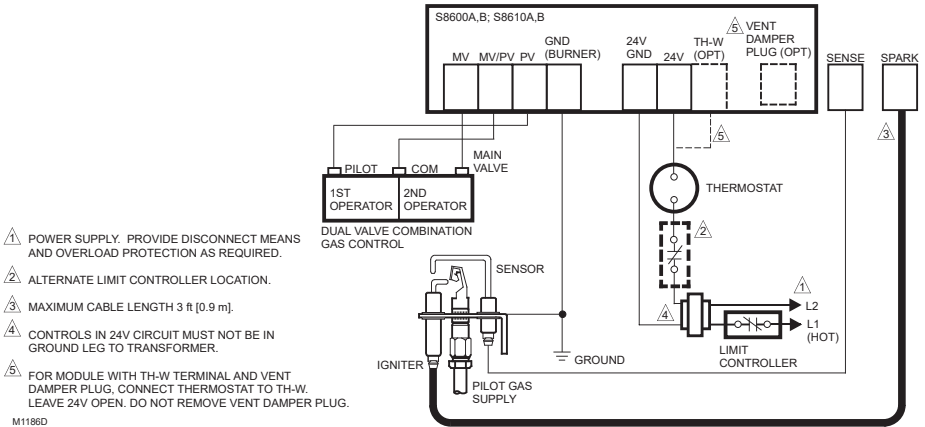 S8600A,B; S8610A,B
5
VENT
DAMPER
PLUG (OPT)
GND
(BURNER)
24V
GND
TH-W
(OPT)
MV MV/PV PV
24V
SENSE SPARK
5
3
MAIN
VALVE
PILOT COM
1ST
OPERATOR
2ND
OPERATOR
THERMOSTAT
DUAL VALVE COMBINATION
GAS CONTROL
2
1 POWER SUPPLY. PROVIDE DISCONNECT MEANS
AND OVERLOAD PROTECTION AS REQUIRED.
2 ALTERNATE LIMIT CONTROLLER LOCATION.
3 MAXIMUM CABLE LENGTH 3 ft [0.9 m].
4 CONTROLS IN 24V CIRCUIT MUST NOT BE IN
GROUND LEG TO TRANSFORMER.
5 FOR MODULE WITH TH-W TERMINAL AND VENT
DAMPER PLUG, CONNECT THERMOSTAT TO TH-W.
LEAVE 24V OPEN. DO NOT REMOVE VENT DAMPER PLUG.
SENSOR
1
L2
4
L1
(HOT)
LIMIT
CONTROLLER
GROUND
IGNITER
PILOT GAS
SUPPLY
M1186D